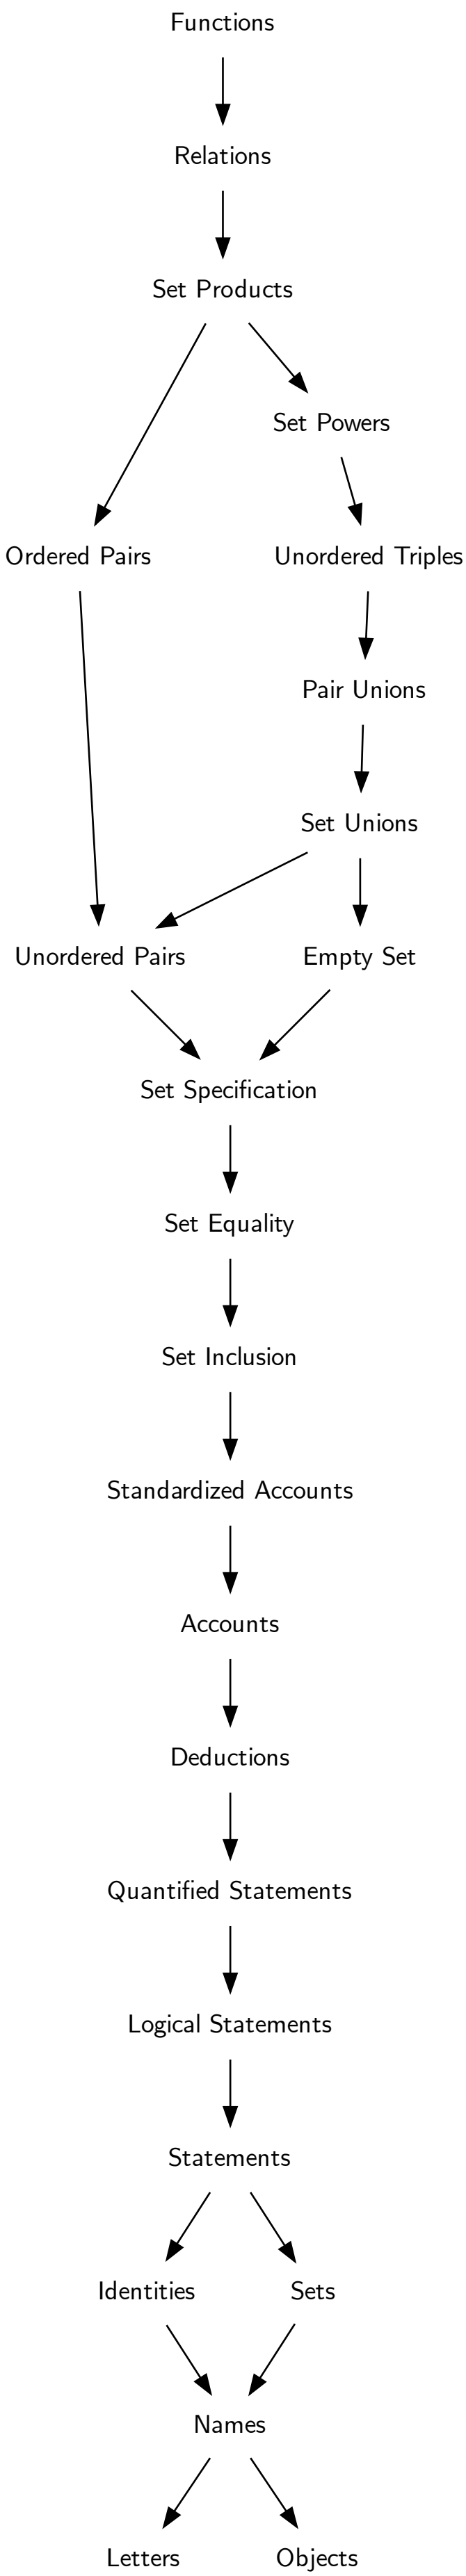 Functions
Relations
Set Products
Set Powers
Ordered Pairs
Unordered Triples
Pair Unions
Set Unions
Unordered Pairs
Empty Set
Set Specification
Set Equality
Set Inclusion
Standardized Accounts
Accounts
Deductions
Quantified Statements
Logical Statements
Statements
Identities
Sets
Names
Letters
Objects